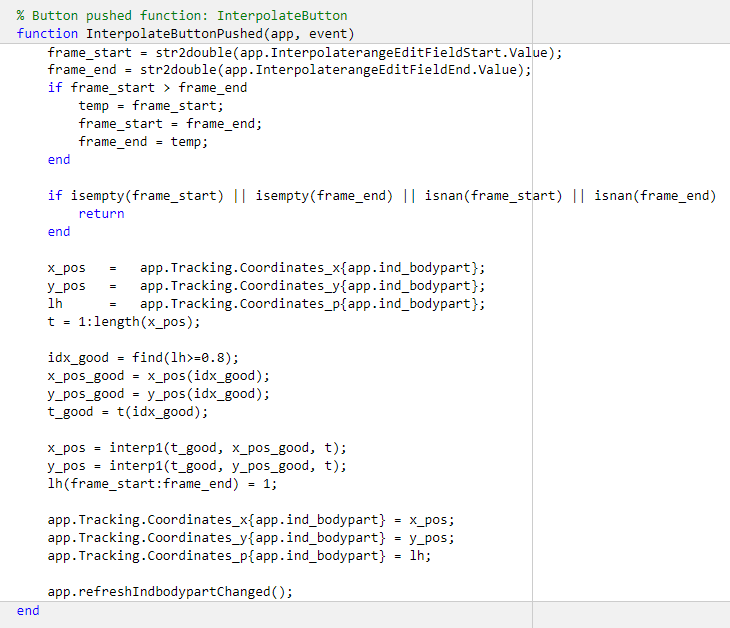 % Button pushed function: InterpolateButton
function InterpolateButtonPushed(app, event)
frame_start = str2double(app.InterpolaterangeEditFieldStart.Value);
frame_end = str2double(app.InterpolaterangeEditFieldEnd.Value);
if frame_start > frame_end
temp = frame_start;
frame_start = frame_end;
frame_end = temp;
end
if isempty(frame_start) || isempty(frame_end) || isnan(frame_start) || isnan(frame_end)
return
end
x_pos = app.Tracking.Coordinates_x{app.ind_bodypart};
y_pos = app.Tracking.Coordinates_y{app.ind_bodypart};
lh = app.Tracking.Coordinates_p{app.ind_bodypart};
t = 1:length(x_pos);
idx_good = find(lh>=0.8);
x_pos_good = x_pos(idx_good);
y_pos_good = y_pos(idx_good);
t_good = t(idx_good);
x_pos = interp1(t_good, x_pos_good, t);
y_pos = interp1(t_good, y_pos_good, t);
lh(frame_start:frame_end) = 1;
app.Tracking.Coordinates_x{app.ind_bodypart} = x_pos;
app.Tracking.Coordinates_y{app.ind_bodypart} = y_pos;
app.Tracking.Coordinates_p{app.ind_bodypart} = lh;
app.refreshIndbodypartChanged();
end